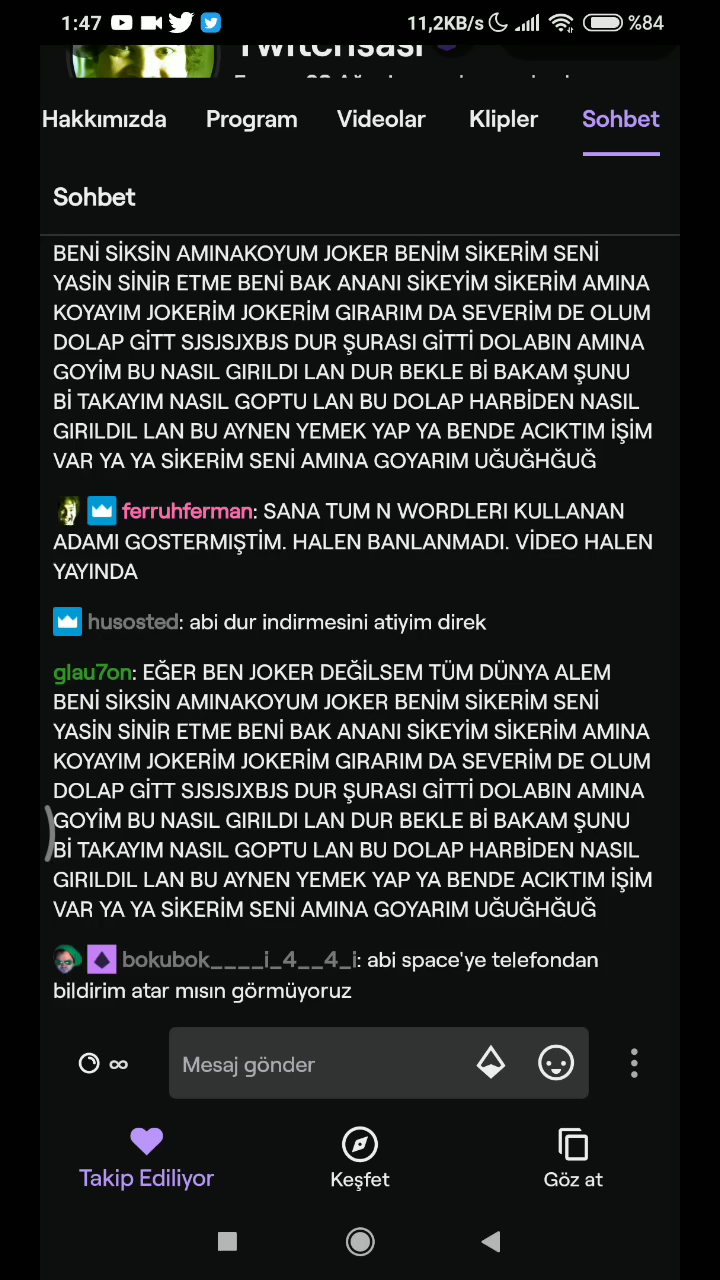 1:47
11,2KB/s
%84
Hakkımızda Program Videolar Klipler Sohbet
Sohbet
BENİ SİKSİN AMINAKOYUM JOKER BENİM SİKERİM SENİ
YASİN SİNİR ETME BENİ BAK ANANI SİKEYİM SİKERİM AMINA
KOYAYIM JOKERİM JOKERİM GIRARIM DA SEVERİM DE OLUM
DOLAP GİTT SJSJSJXBJS DUR ŞURASI GİTTİ DOLABIN AMINA
GOYİM BU NASIL GIRILDI LAN DUR BEKLE Bİ BAKAM ŞUNU
Bİ TAKAYIM NASIL GOPTU LAN BU DOLAP HARBİDEN NASIL
GIRILDIL LAN BU AYNEN YEMEK YAP YA BENDE ACIKTIM İŞİM
VAR YA YA SİKERİM SENİ AMINA GOYARIM UĞUĞHĞUĞ
ferruhferman: SANA TUM N WORDLERI KULLANAN
ADAMI GOSTERMIŞTİM. HALEN BANLANMADI. VİDEO HALEN
YAYINDA
husosted: abi dur indirmesini atiyim direk
glau7on: EĞER BEN JOKER DEĞİLSEM TÜM DÜNYA ALEM
BENİ SİKSİN AMINAKOYUM JOKER BENİM SİKERİM SENİ
YASİN SİNİR ETME BENİ BAK ANANI SİKEYİM SİKERİM AMINA
KOYAYIM JOKERİM JOKERİM GIRARIM DA SEVERİM DE OLUM
DOLAP GİTT SJSJSJXBJS DUR ŞURASI GİTTİ DOLABIN AMINA
GOYİM BU NASIL GIRILDI LAN DUR BEKLE Bİ BAKAM ŞUNU
Bİ TAKAYIM NASIL GOPTU LAN BU DOLAP HARBİDEN NASIL
GIRILDIL LAN BU AYNEN YEMEK YAP YA BENDE ACIKTIM İŞİM
VAR YA YA SİKERİM SENİ AMINA GOYARIM UĞUĞHĞUĞ
bokubok____i_4__4_i: abi space'ye telefondan
bildirim atar mısın görmüyoruz
Mesaj gönder
Takip Ediliyor Keşfet Göz at